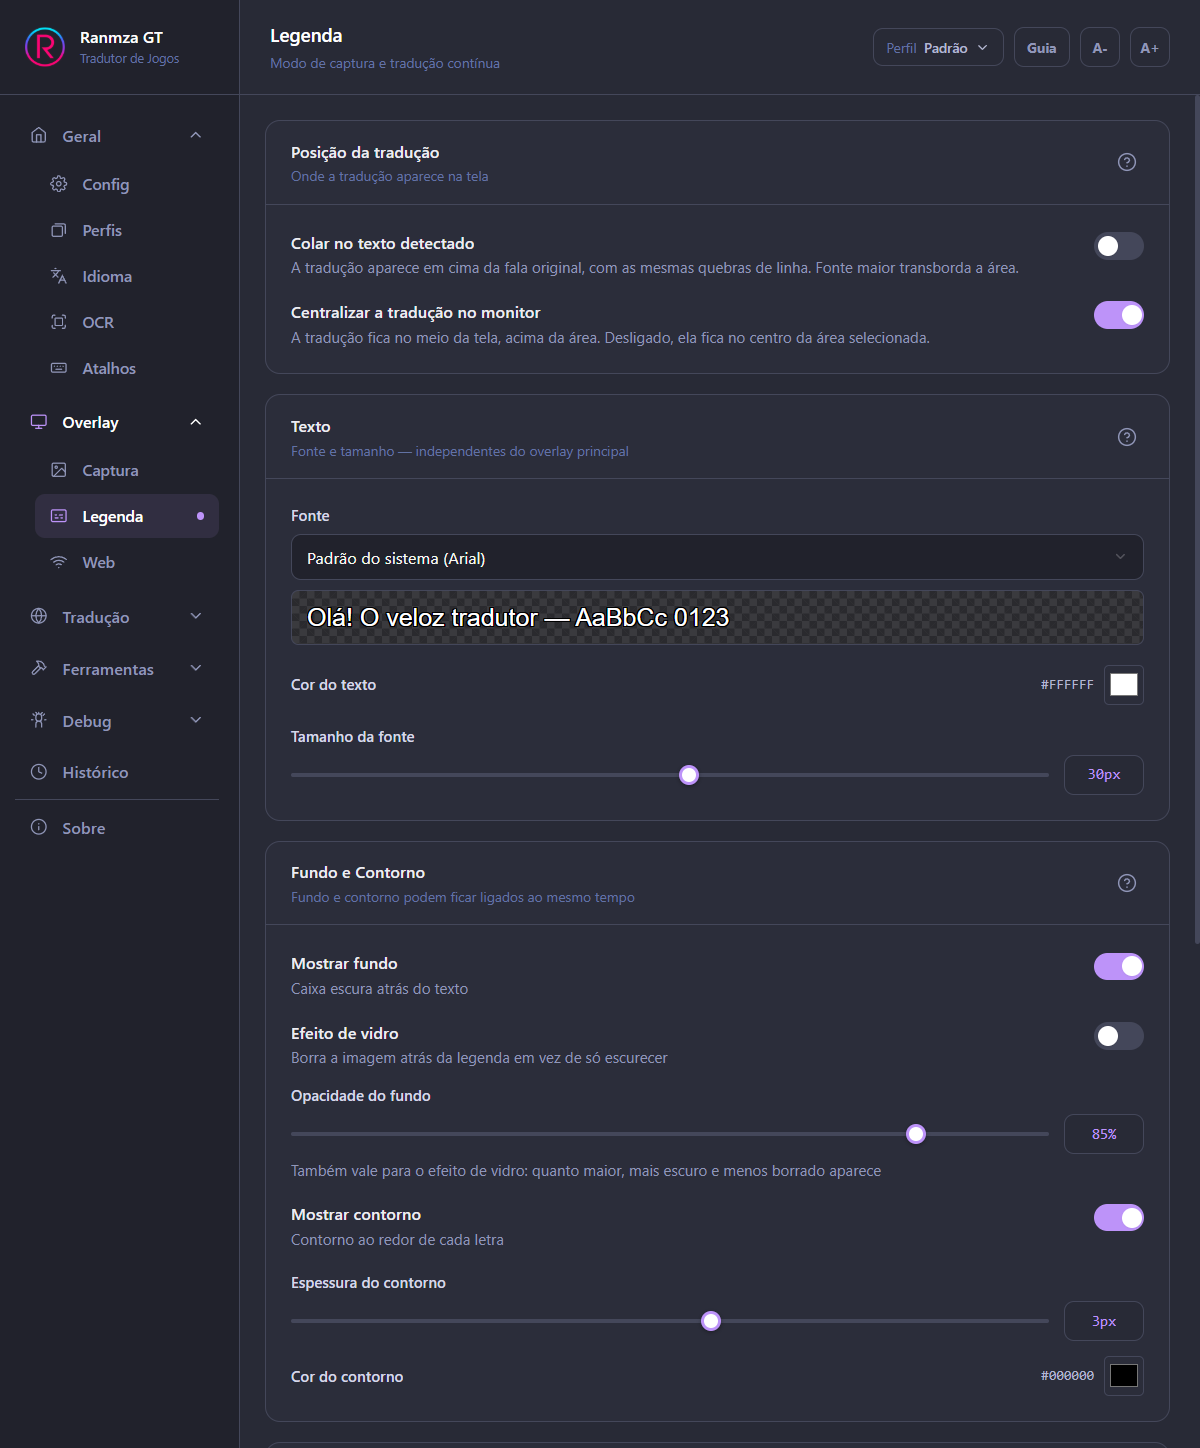 Ranmza GT
Tradutor de Jogos
Geral
Config
Perfis
Idioma
OCR
Atalhos
Overlay
Captura
Legenda
Web
Tradução
Ferramentas
Debug
Histórico
Sobre
Legenda
Modo de captura e tradução contínua
Perfil Padrão
Guia
A-
A+
Posição da tradução
Onde a tradução aparece na tela
Colar no texto detectado
A tradução aparece em cima da fala original, com as mesmas quebras de linha. Fonte maior transborda a área.
Centralizar a tradução no monitor
A tradução fica no meio da tela, acima da área. Desligado, ela fica no centro da área selecionada.
Texto
Fonte e tamanho — independentes do overlay principal
Fonte
Padrão do sistema (Arial)
Olá! O veloz tradutor — AaBbCc 0123
Cor do texto
#FFFFFF
Tamanho da fonte
30px
Fundo e Contorno
Fundo e contorno podem ficar ligados ao mesmo tempo
Mostrar fundo
Caixa escura atrás do texto
Efeito de vidro
Borra a imagem atrás da legenda em vez de só escurecer
Opacidade do fundo
85%
Também vale para o efeito de vidro: quanto maior, mais escuro e menos borrado aparece
Mostrar contorno
Contorno ao redor de cada letra
Espessura do contorno
3px
Cor do contorno
#000000